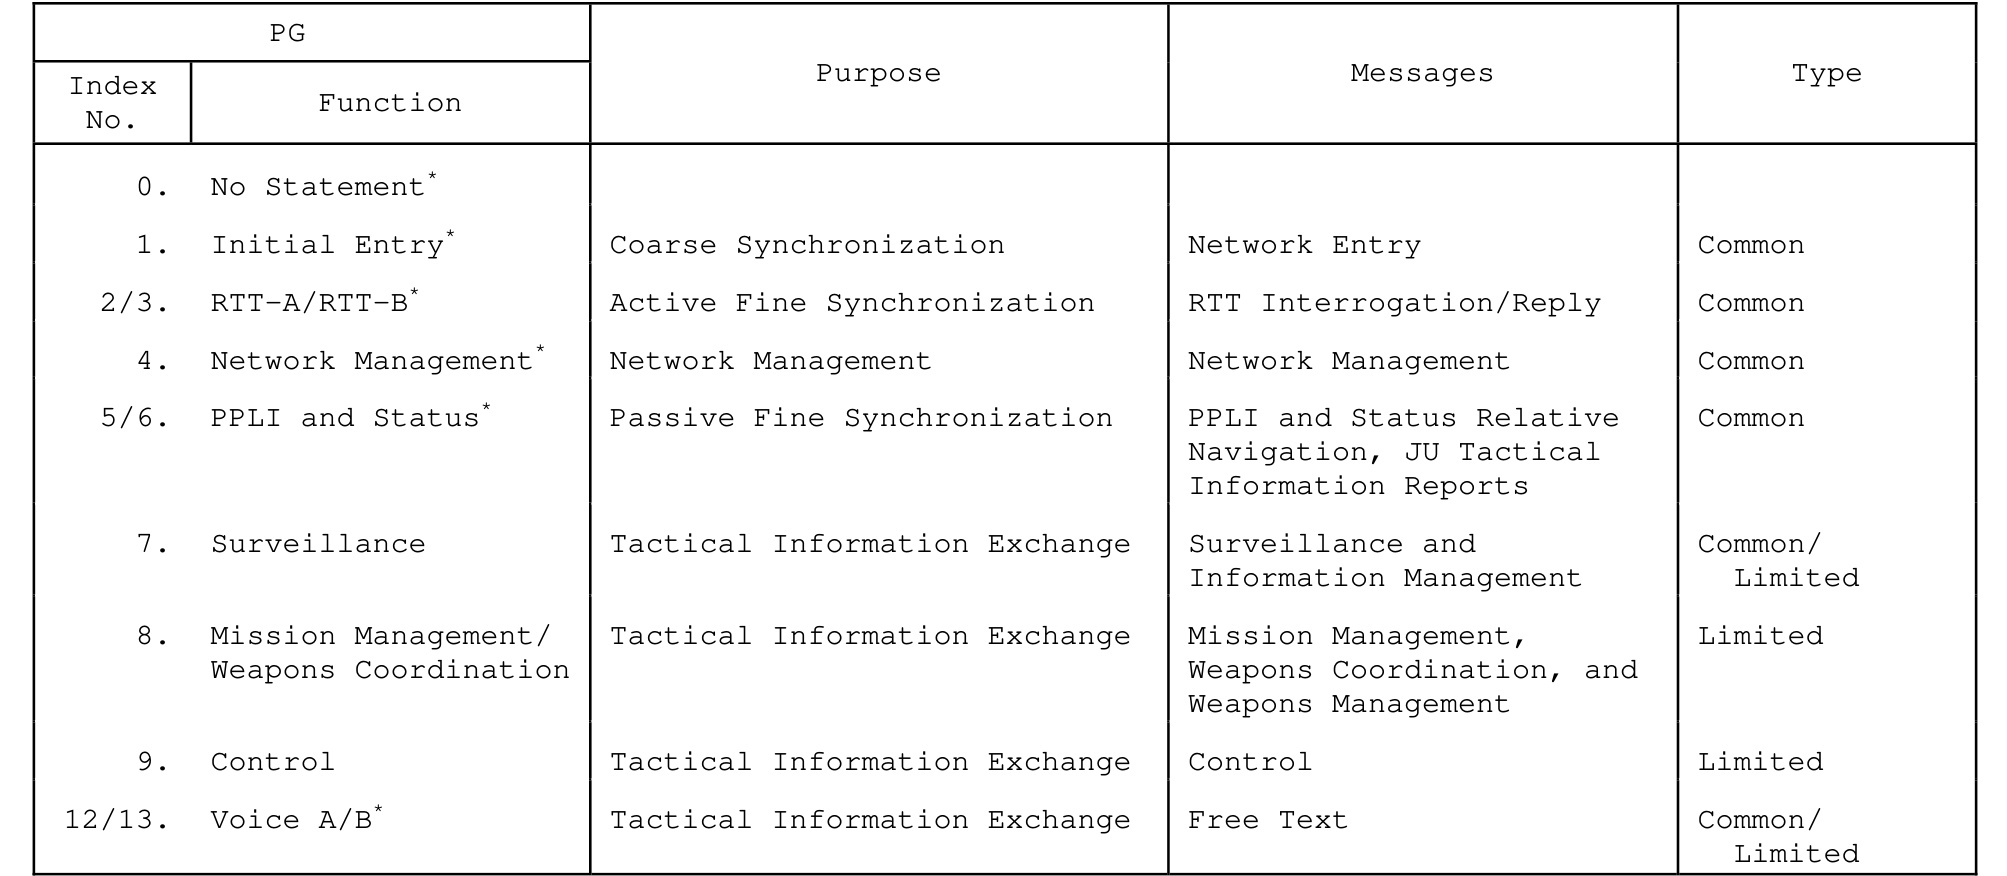 PG
Index
No.
Function
Purpose
Messages
Type
0. No Statement*
1. Initial Entry* Coarse Synchronization Network Entry Common
2/3. RTT-A/RTT-B* Active Fine Synchronization RTT Interrogation/Reply Common
4. Network Management* Network Management Network Management Common
5/6. PPLI and Status* Passive Fine Synchronization PPLI and Status Relative Common
Navigation, JU Tactical
Information Reports
7. Surveillance Tactical Information Exchange Surveillance and Common/
Information Management Limited
8. Mission Management/ Tactical Information Exchange Mission Management, Limited
Weapons Coordination Weapons Coordination, and
Weapons Management
9. Control Tactical Information Exchange Control Limited
12/13. Voice A/B* Tactical Information Exchange Free Text Common/
Limited